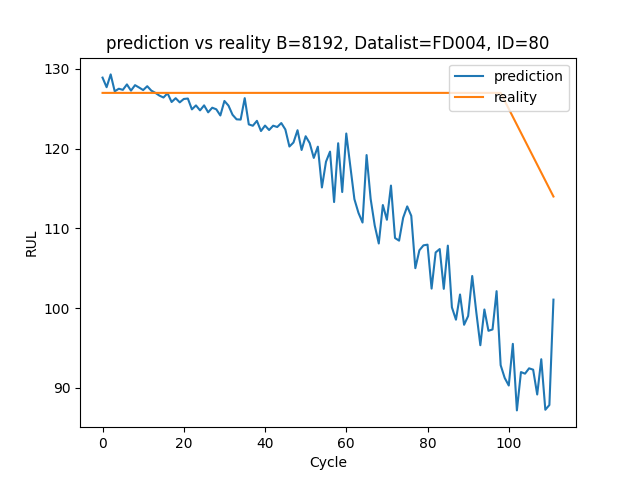 prediction vs reality B=8192, Datalist=FD004, ID=80
prediction
reality
130
120
110
100
90
RUL
0 20 40 60 80 100
Cycle